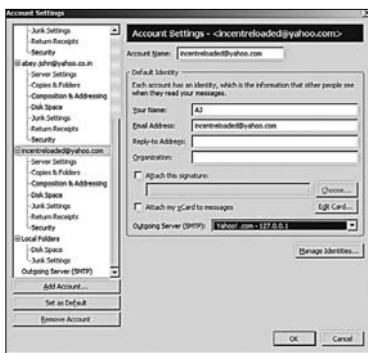 Account Settings
Junk Settings
Return Receipts
Security
abey.john@yahoo.co.in
Server Settings
Copies & Folders
Composition & Addressing
Disk Space
Junk Settings
Return Receipts
Security
incentreloaded@yahoo.com
Server Settings
Copies & Folders
Composition & Addressing
Disk Space
Junk Settings
Return Receipts
Security
Local Folders
Disk Space
Junk Settings
Outgoing Server (SMTP)
Add Account...
Set as Default
Remove Account
Account Settings - <incentreloaded@yahoo.com>
Account Name: incentreloaded@yahoo.com
Default Identity
Each account has an identity, which is the information that other people see
when they read your messages.
Your Name: AJ
Email Address: incentreloaded@yahoo.com
Reply-to Address:
Organization:
Attach this signature:
Choose...
Attach my vCard to messages
Edit Card...
Outgoing Server (SMTP): Yahoo! .com - 127.0.0.1
Manage Identities...
OK Cancel